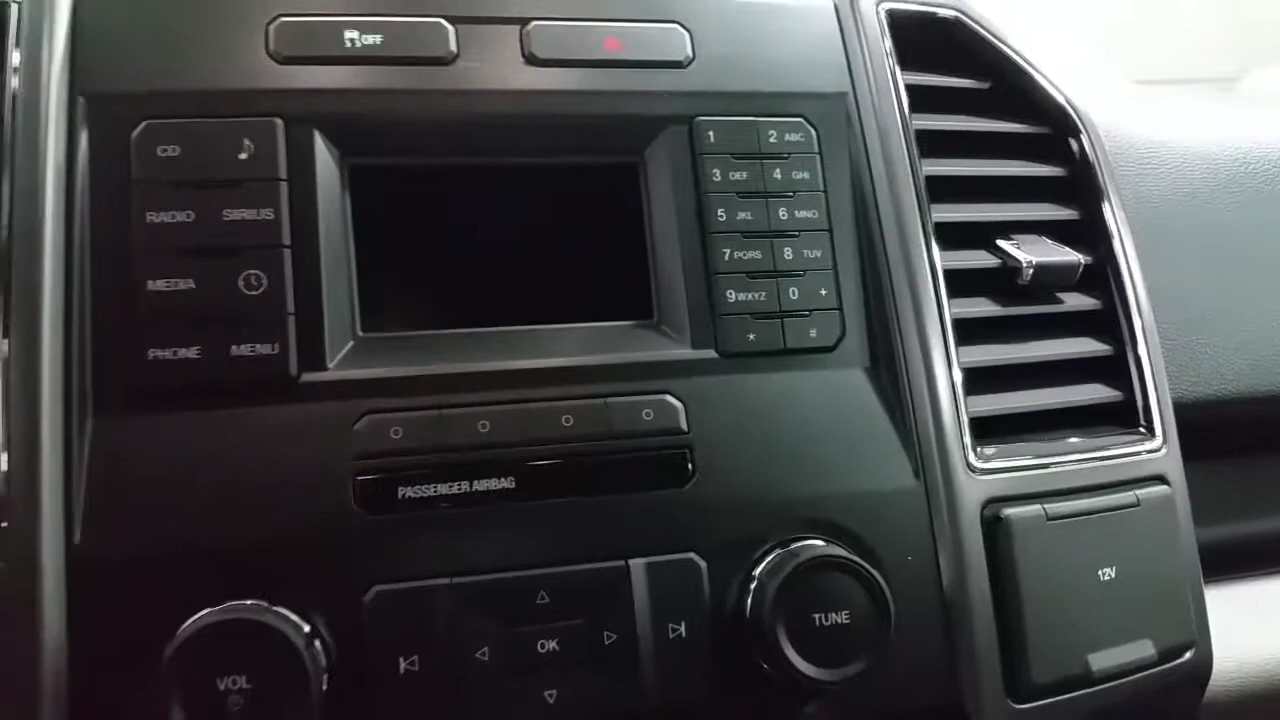 OFF
CD
RADIO SIRIUS
MEDIA
PHONE MENU
1 2 ABC
3 DEF 4 GHI
5 JKL 6 MNO
7 PQRS 8 TUV
9 WXYZ 0 +
* #
PASSENGER AIRBAG
OK
VOL
TUNE
12V